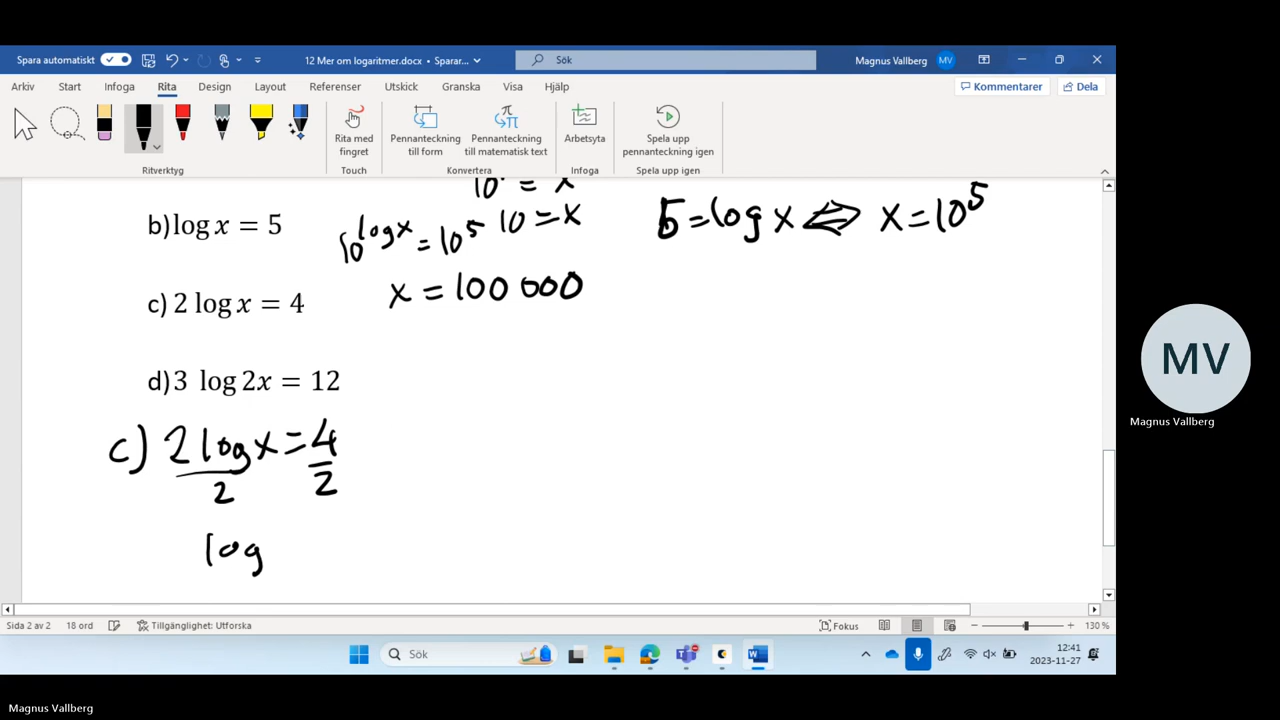 Spara automatiskt
12 Mer om logaritmer.docx • Sparar...
Sök
Magnus Vallberg MV
Arkiv Start Infoga Rita Design Layout Referenser Utskick Granska Visa Hjälp
Kommentarer Dela
Rita med fingret
Pennanteckning till form
Pennanteckning till matematisk text
Arbetsyta
Spela upp pennanteckning igen
Ritverktyg Touch Konvertera Infoga Spela upp igen
b) log x = 5
10^{log x} = 10^5
10 = x
5 = log x ⇔ x = 10^5
x = 100 000
c) 2 log x = 4
d) 3 log 2x = 12
c) 2 log x = 4
2 2
log
Sida 2 av 2 18 ord Tillgänglighet: Utforska
Fokus 130 %
Sök
12:41
2023-11-27
MV
Magnus Vallberg
Magnus Vallberg